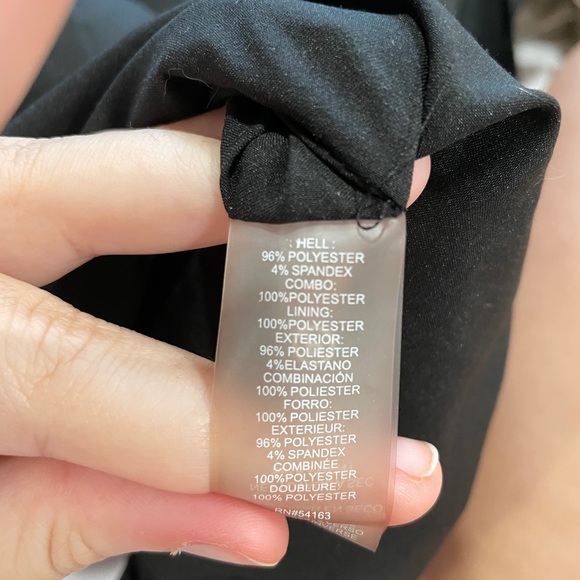 HELL:
96% POLYESTER
4% SPANDEX
COMBO:
100%POLYESTER
LINING:
100%POLYESTER
EXTERIOR:
96% POLIESTER
4%ELASTANO
COMBINACIÓN
100% POLIESTER
FORRO:
100% POLIESTER
EXTERIEUR:
96% POLYESTER
4% SPANDEX
COMBINÉE
100%POLYESTER
DOUBLURE
100% POLYESTER
RN#54163